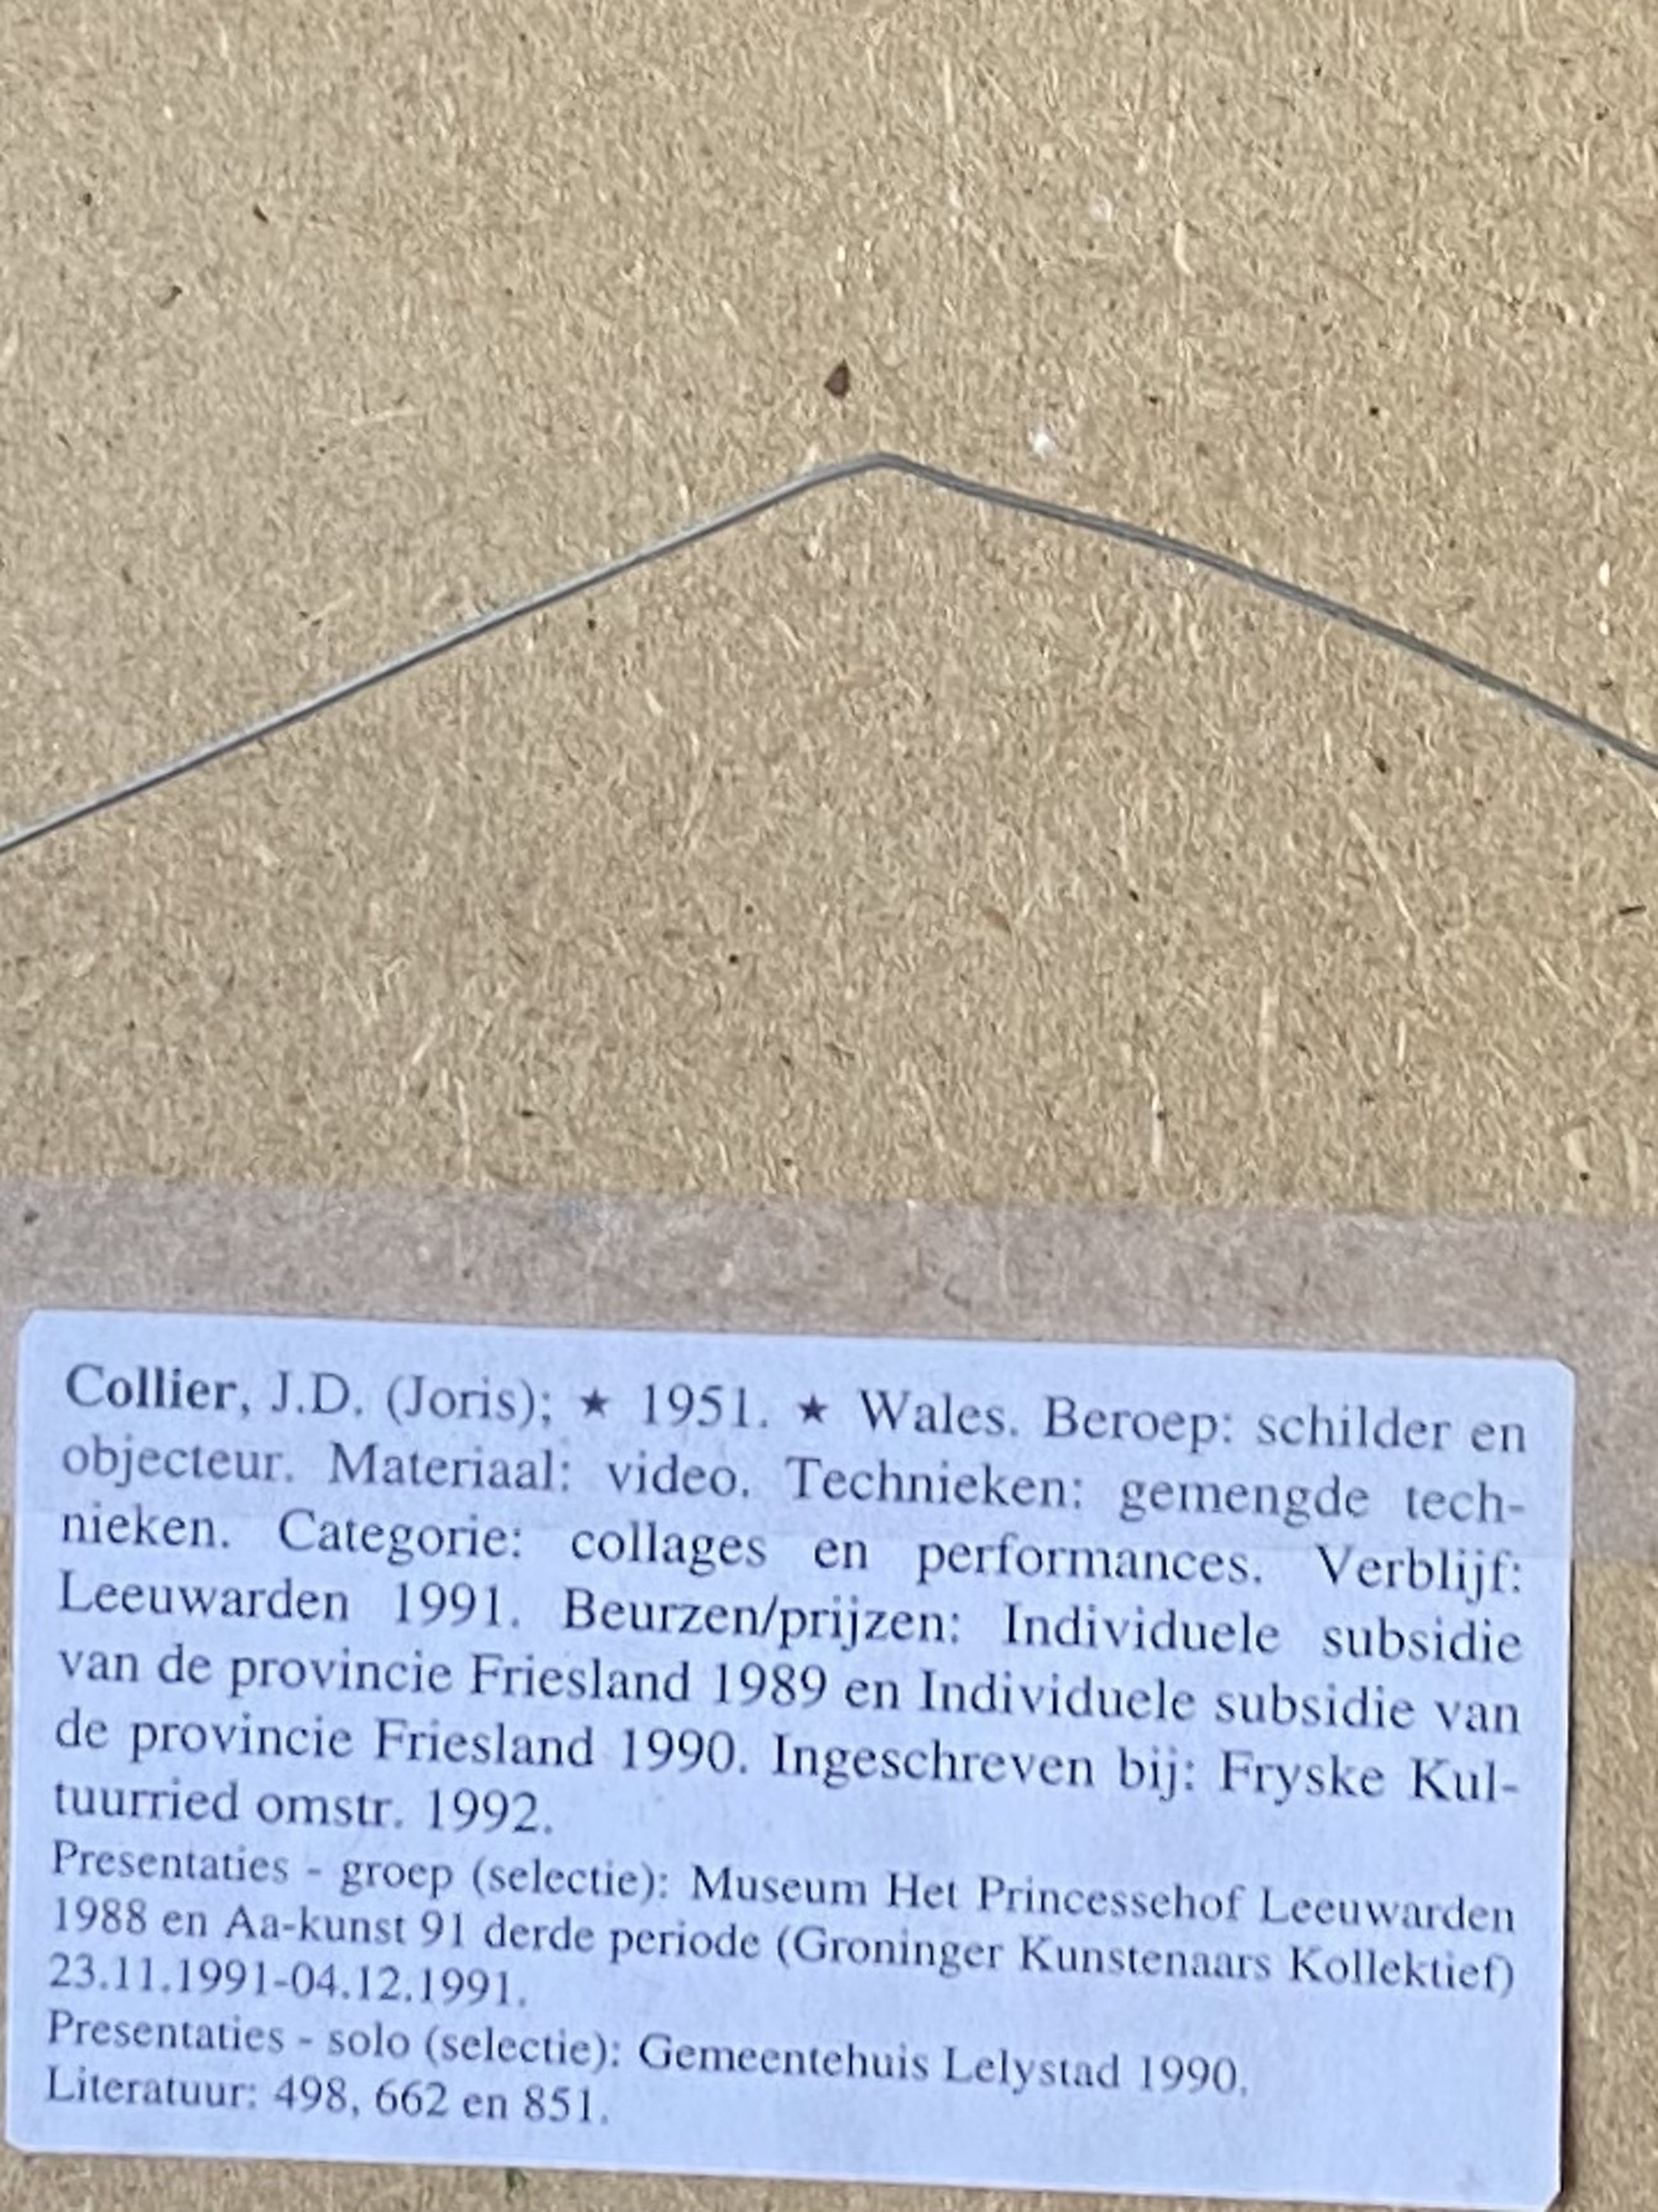 Collier, J.D. (Joris); ★ 1951. ★ Wales. Beroep: schilder en
objecteur. Materiaal: video. Technieken: gemengde tech-
nieken. Categorie: collages en performances. Verblijf:
Leeuwarden 1991. Beurzen/prijzen: Individuele subsidie
van de provincie Friesland 1989 en Individuele subsidie van
de provincie Friesland 1990. Ingeschreven bij: Fryske Kul-
tuurried omstr. 1992.
Presentaties - groep (selectie): Museum Het Princessehof Leeuwarden
1988 en Aa-kunst 91 derde periode (Groninger Kunstenaars Kollektief)
23.11.1991-04.12.1991.
Presentaties - solo (selectie): Gemeentehuis Lelystad 1990.
Literatuur: 498, 662 en 851.